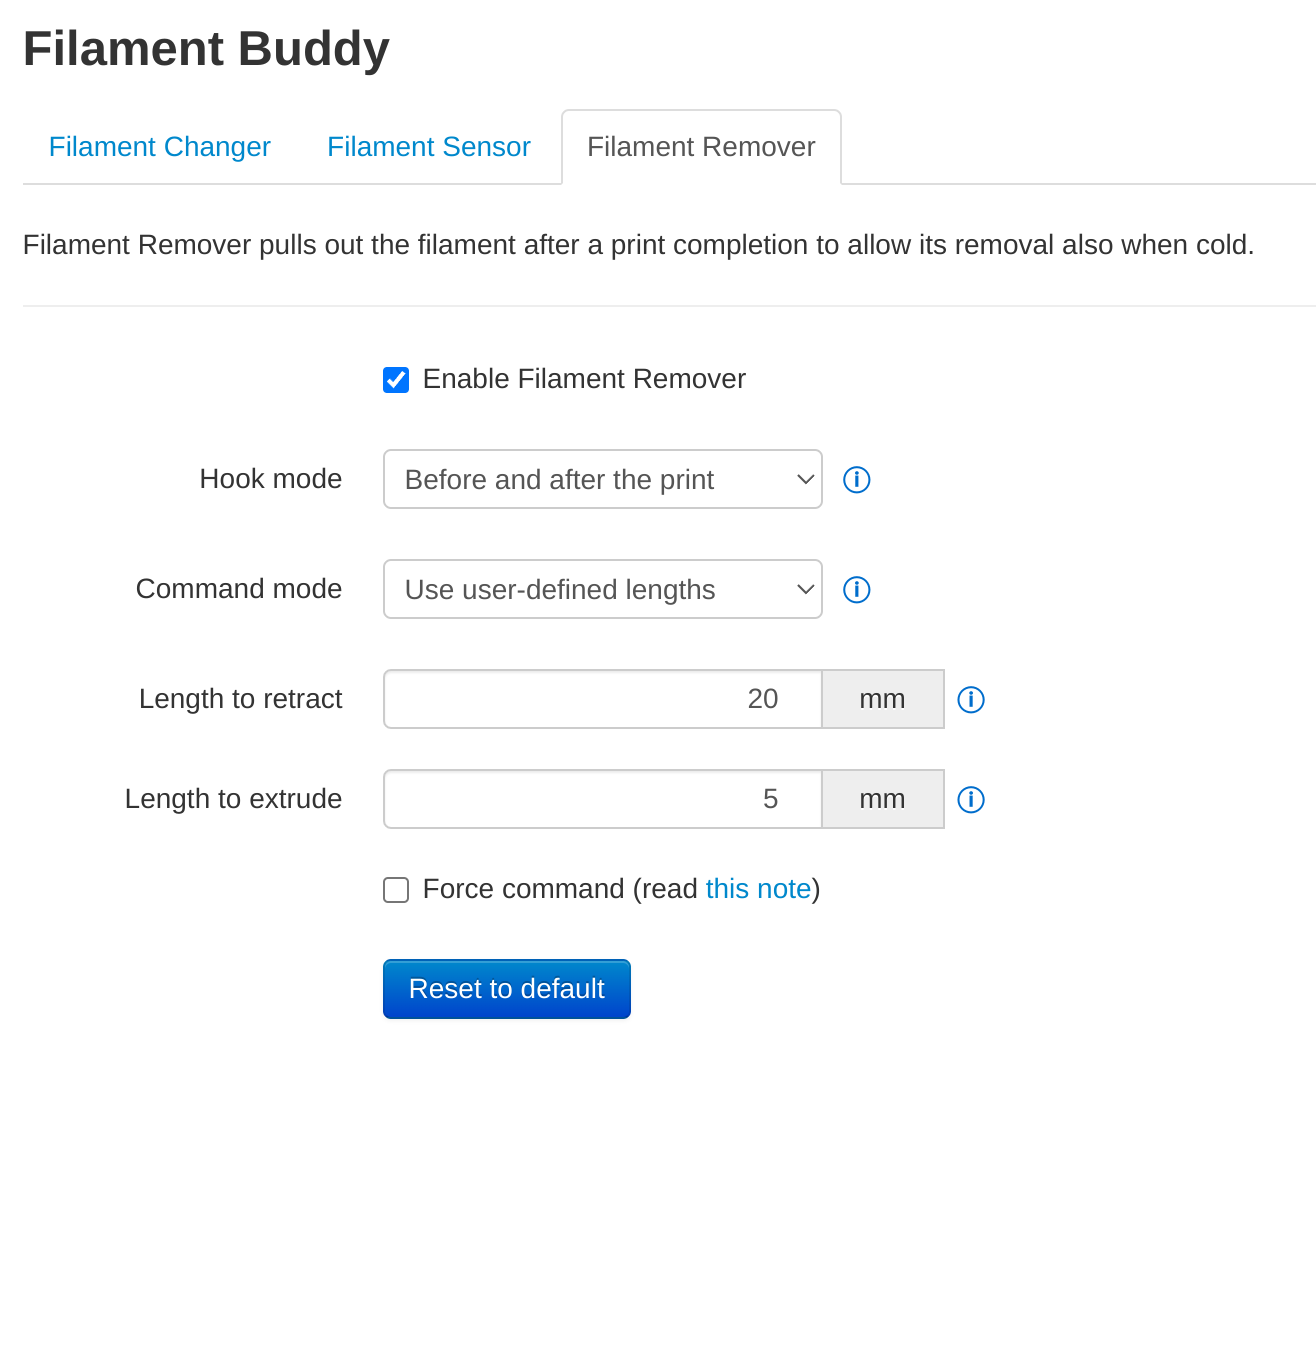 Filament Buddy
Filament Changer Filament Sensor Filament Remover
Filament Remover pulls out the filament after a print completion to allow its removal also when cold.
Enable Filament Remover
Hook mode Before and after the print
Command mode Use user-defined lengths
Length to retract 20 mm
Length to extrude 5 mm
Force command (read this note)
Reset to default